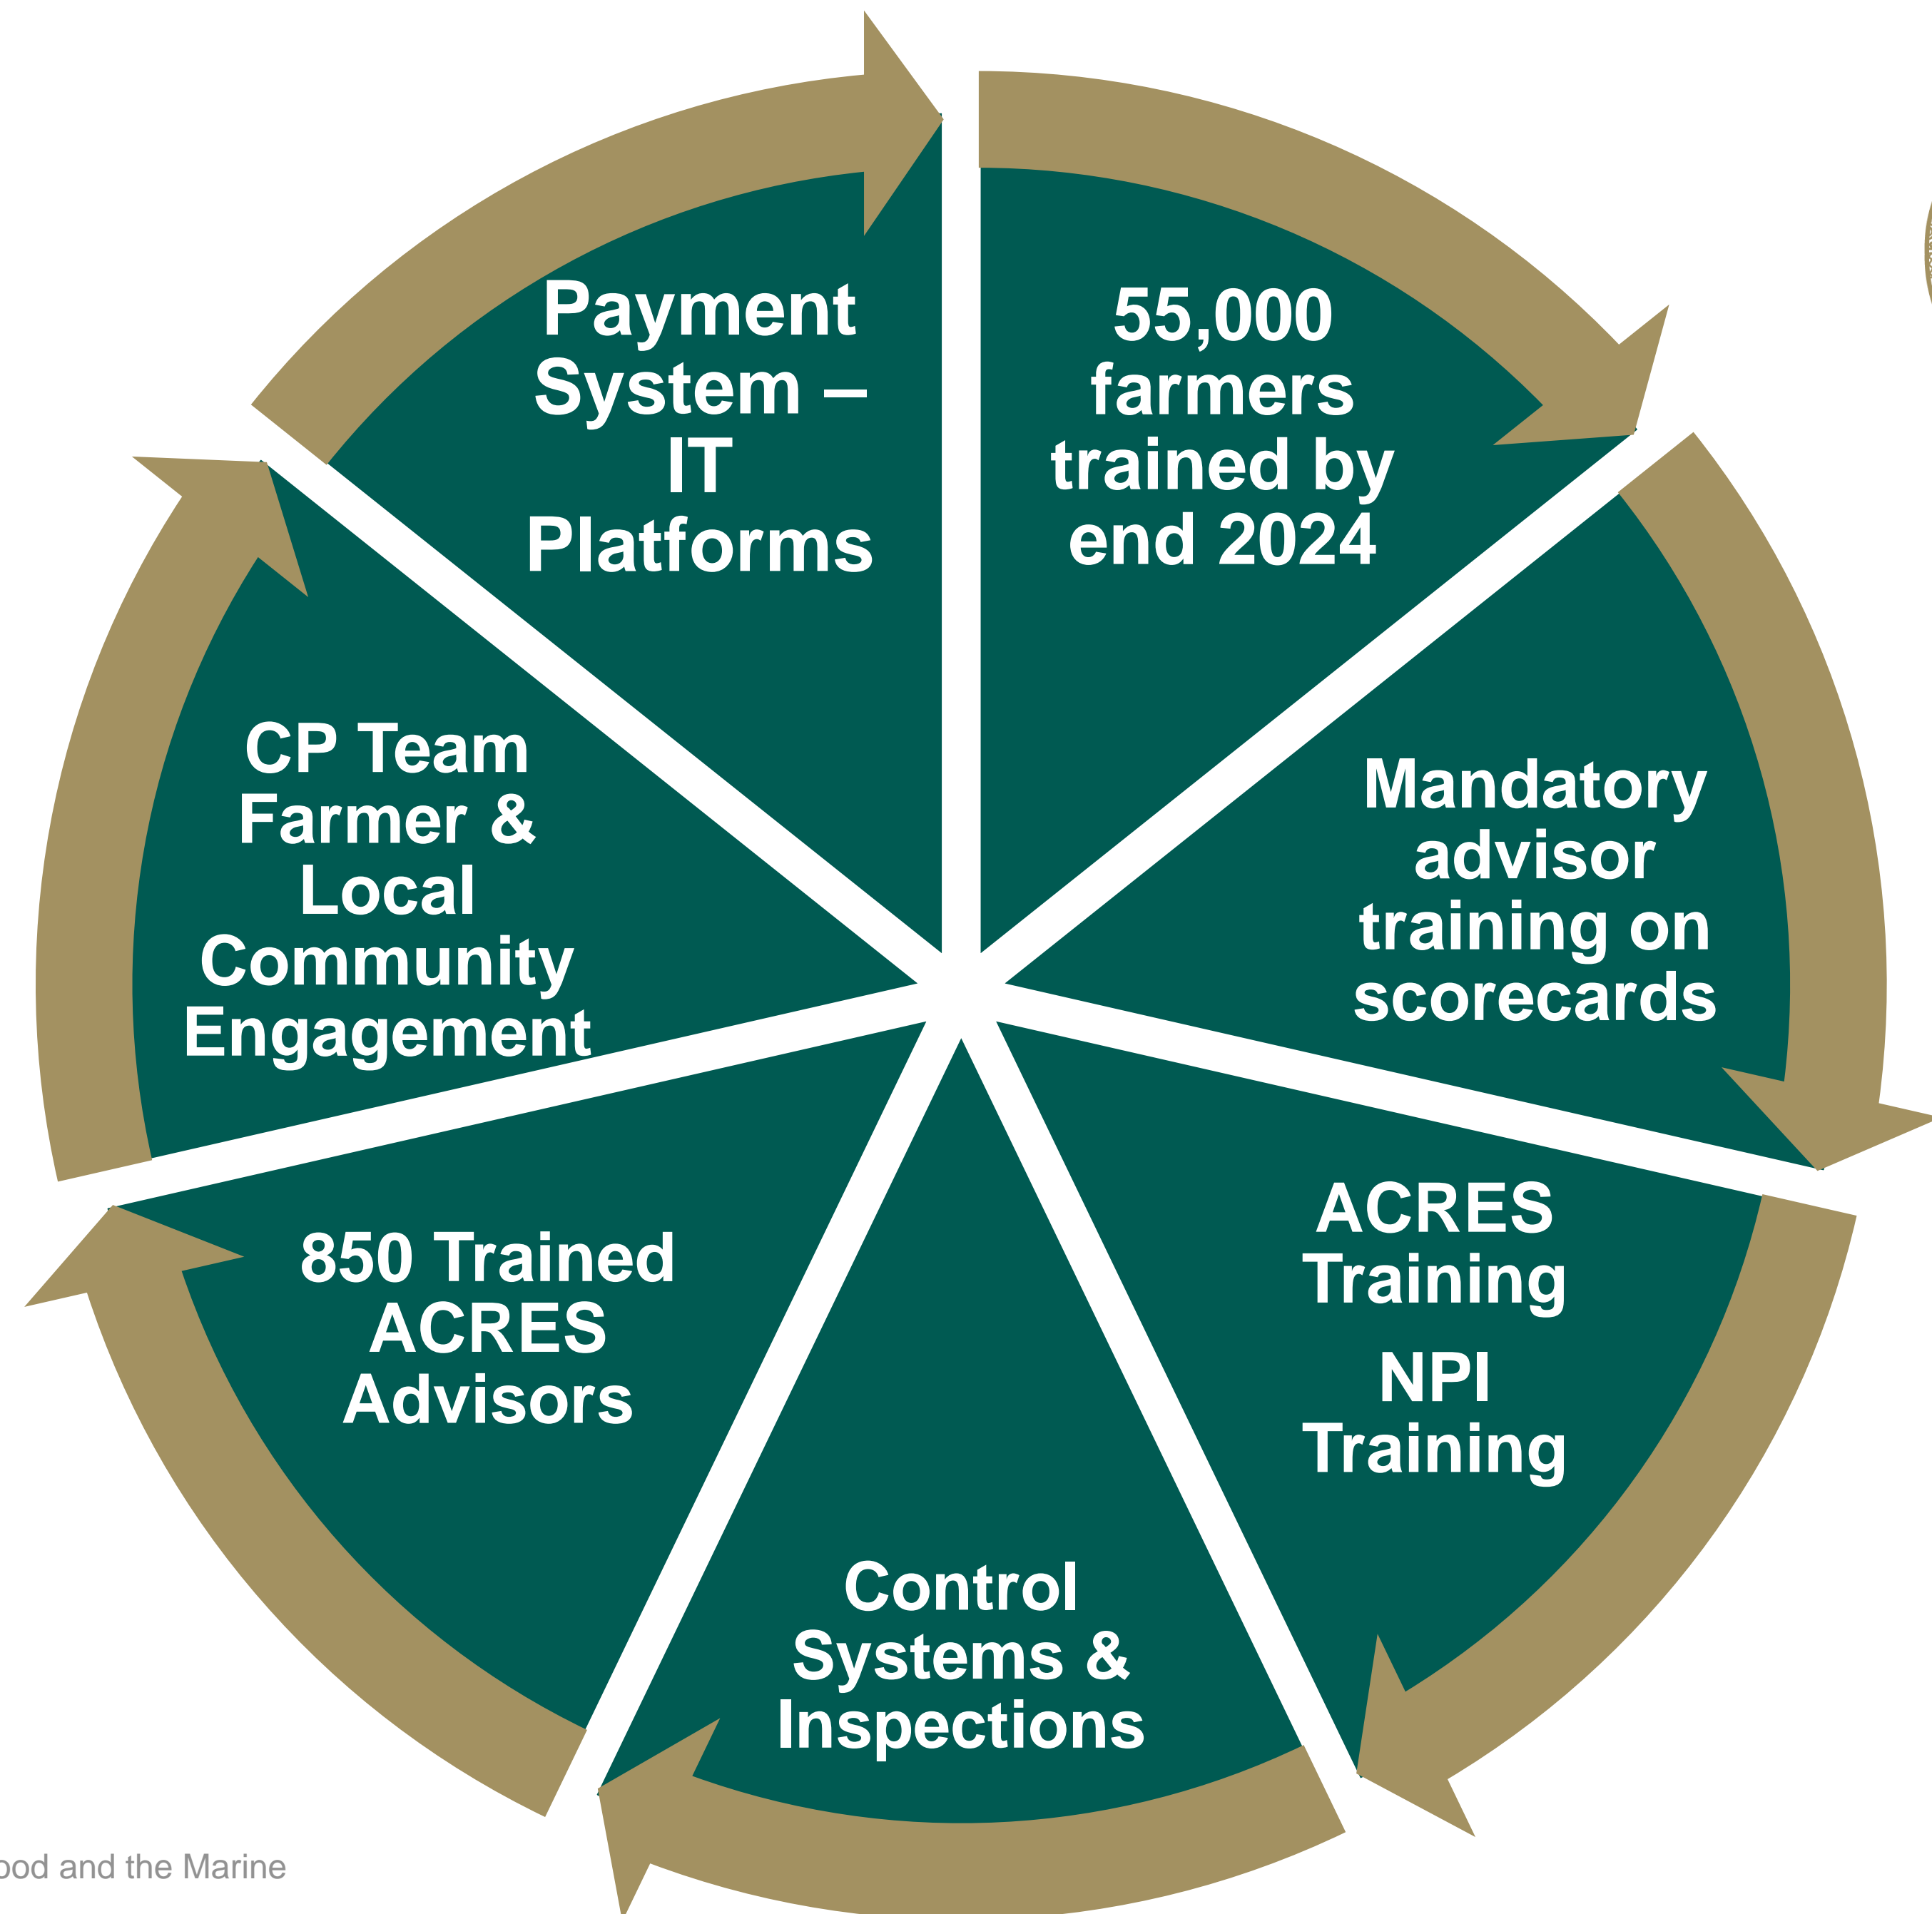 55,000
farmers
trained by
end 2024
Mandatory
advisor
training on
scorecards
ACRES
Training
NPI
Training
Control
Systems &
Inspections
850 Trained
ACRES
Advisors
CP Team
Farmer &
Local
Community
Engagement
Payment
System –
IT
Platforms
and the Marine